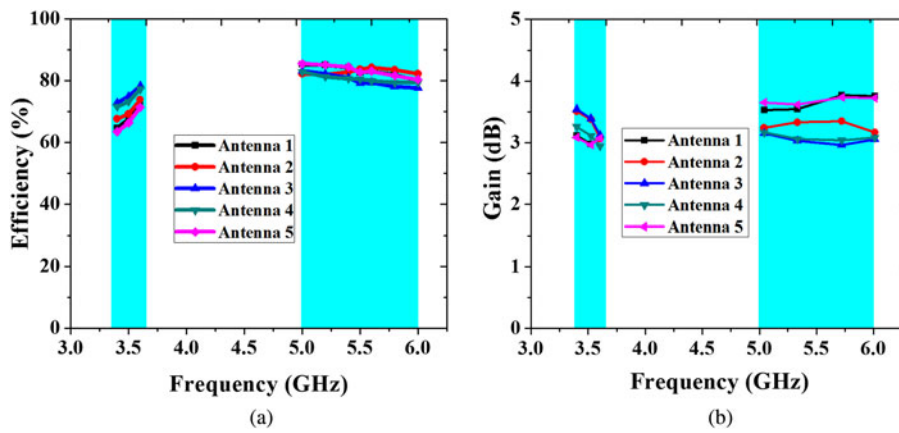 100
80
60
40
20
0
Efficiency (%)
Antenna 1
Antenna 2
Antenna 3
Antenna 4
Antenna 5
3.0 3.5 4.0 4.5 5.0 5.5 6.0
Frequency (GHz)
(a)
5
4
3
2
1
0
Gain (dB)
Antenna 1
Antenna 2
Antenna 3
Antenna 4
Antenna 5
3.0 3.5 4.0 4.5 5.0 5.5 6.0
Frequency (GHz)
(b)